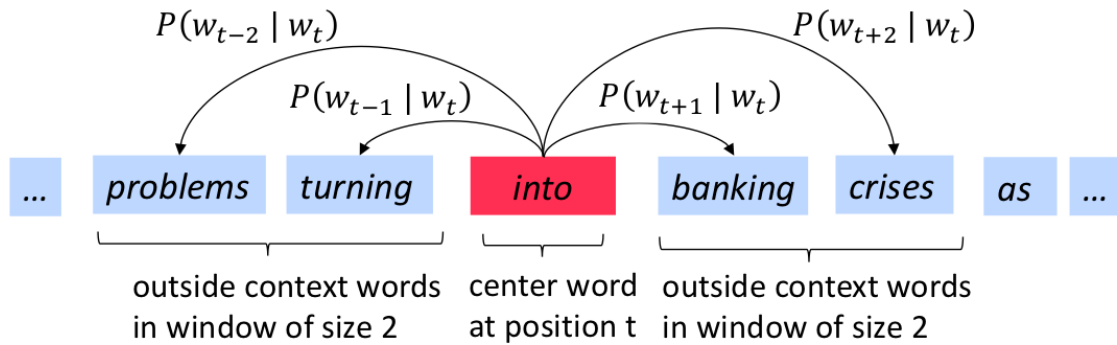 P(w_{t−2} | w_t)
P(w_{t+2} | w_t)
P(w_{t−1} | w_t)
P(w_{t+1} | w_t)
... problems turning into banking crises as ...
outside context words
in window of size 2
center word
at position t
outside context words
in window of size 2